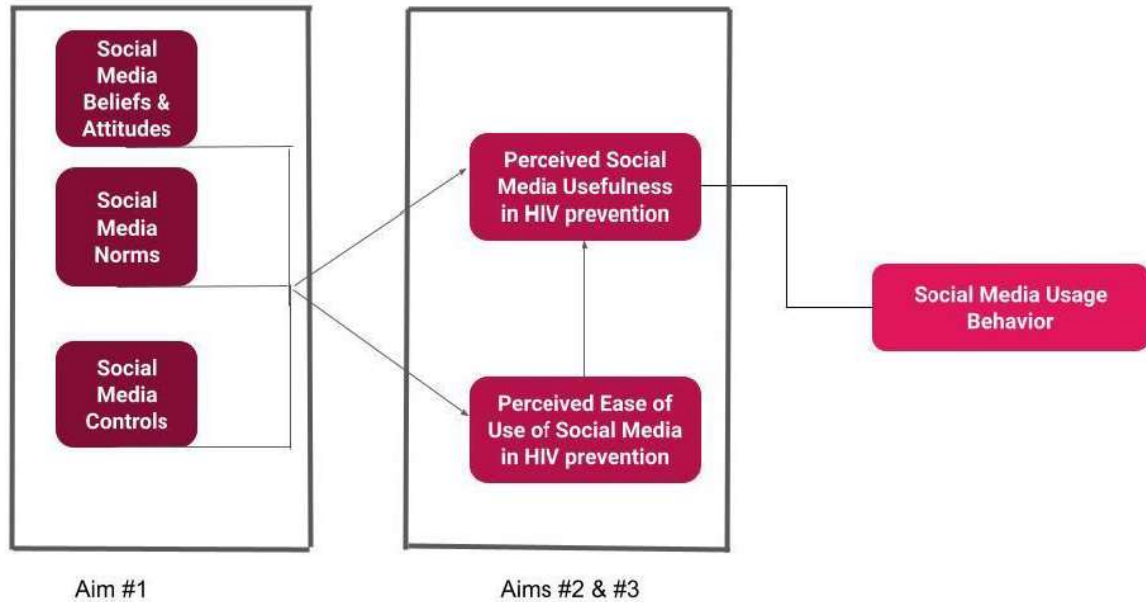 Social
Media
Beliefs &
Attitudes
Social
Media
Norms
Social
Media
Controls
Perceived Social
Media Usefulness
in HIV prevention
Perceived Ease of
Use of Social Media
in HIV prevention
Social Media Usage
Behavior
Aim #1
Aims #2 & #3